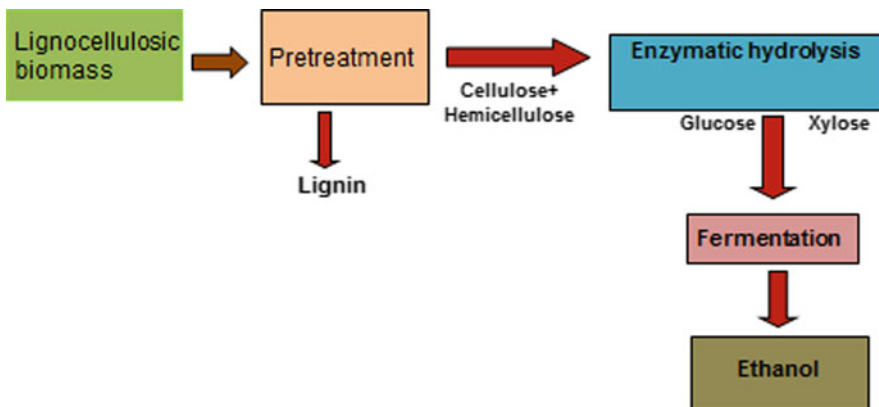 Lignocellulosic
biomass
Pretreatment
Cellulose+
Hemicellulose
Enzymatic hydrolysis
Lignin
Glucose
Xylose
Fermentation
Ethanol